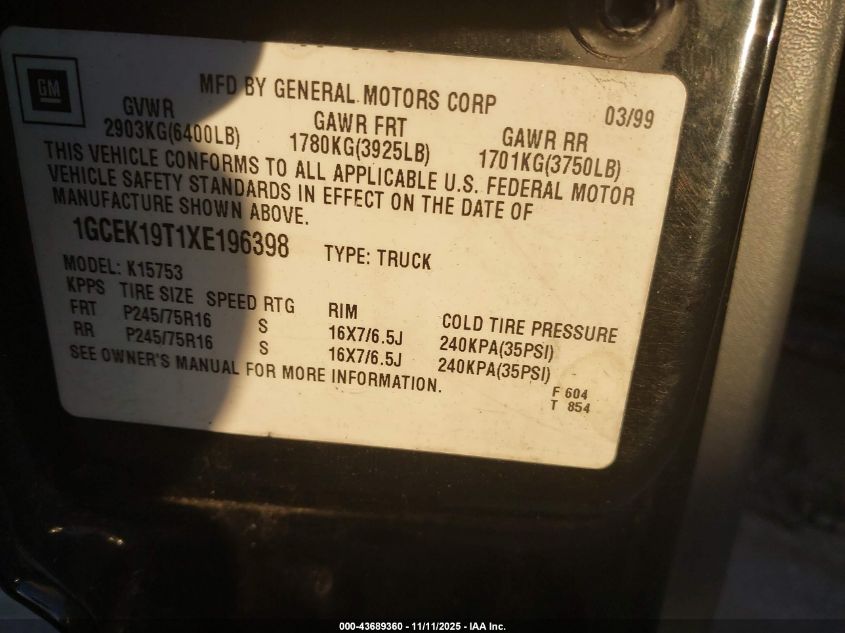 GM
MFD BY GENERAL MOTORS CORP
03/99
GVWR GAWR FRT GAWR RR
2903KG(6400LB) 1780KG(3925LB) 1701KG(3750LB)
THIS VEHICLE CONFORMS TO ALL APPLICABLE U.S. FEDERAL MOTOR
VEHICLE SAFETY STANDARDS IN EFFECT ON THE DATE OF
MANUFACTURE SHOWN ABOVE.
1GCEK19T1XE196398 TYPE: TRUCK
MODEL: K15753
KPPS TIRE SIZE SPEED RTG RIM COLD TIRE PRESSURE
FRT P245/75R16 S 16X7/6.5J 240KPA(35PSI)
RR P245/75R16 S 16X7/6.5J 240KPA(35PSI)
SEE OWNER'S MANUAL FOR MORE INFORMATION.
F 604
T 854
000-43689360 - 11/11/2025 - IAA Inc.